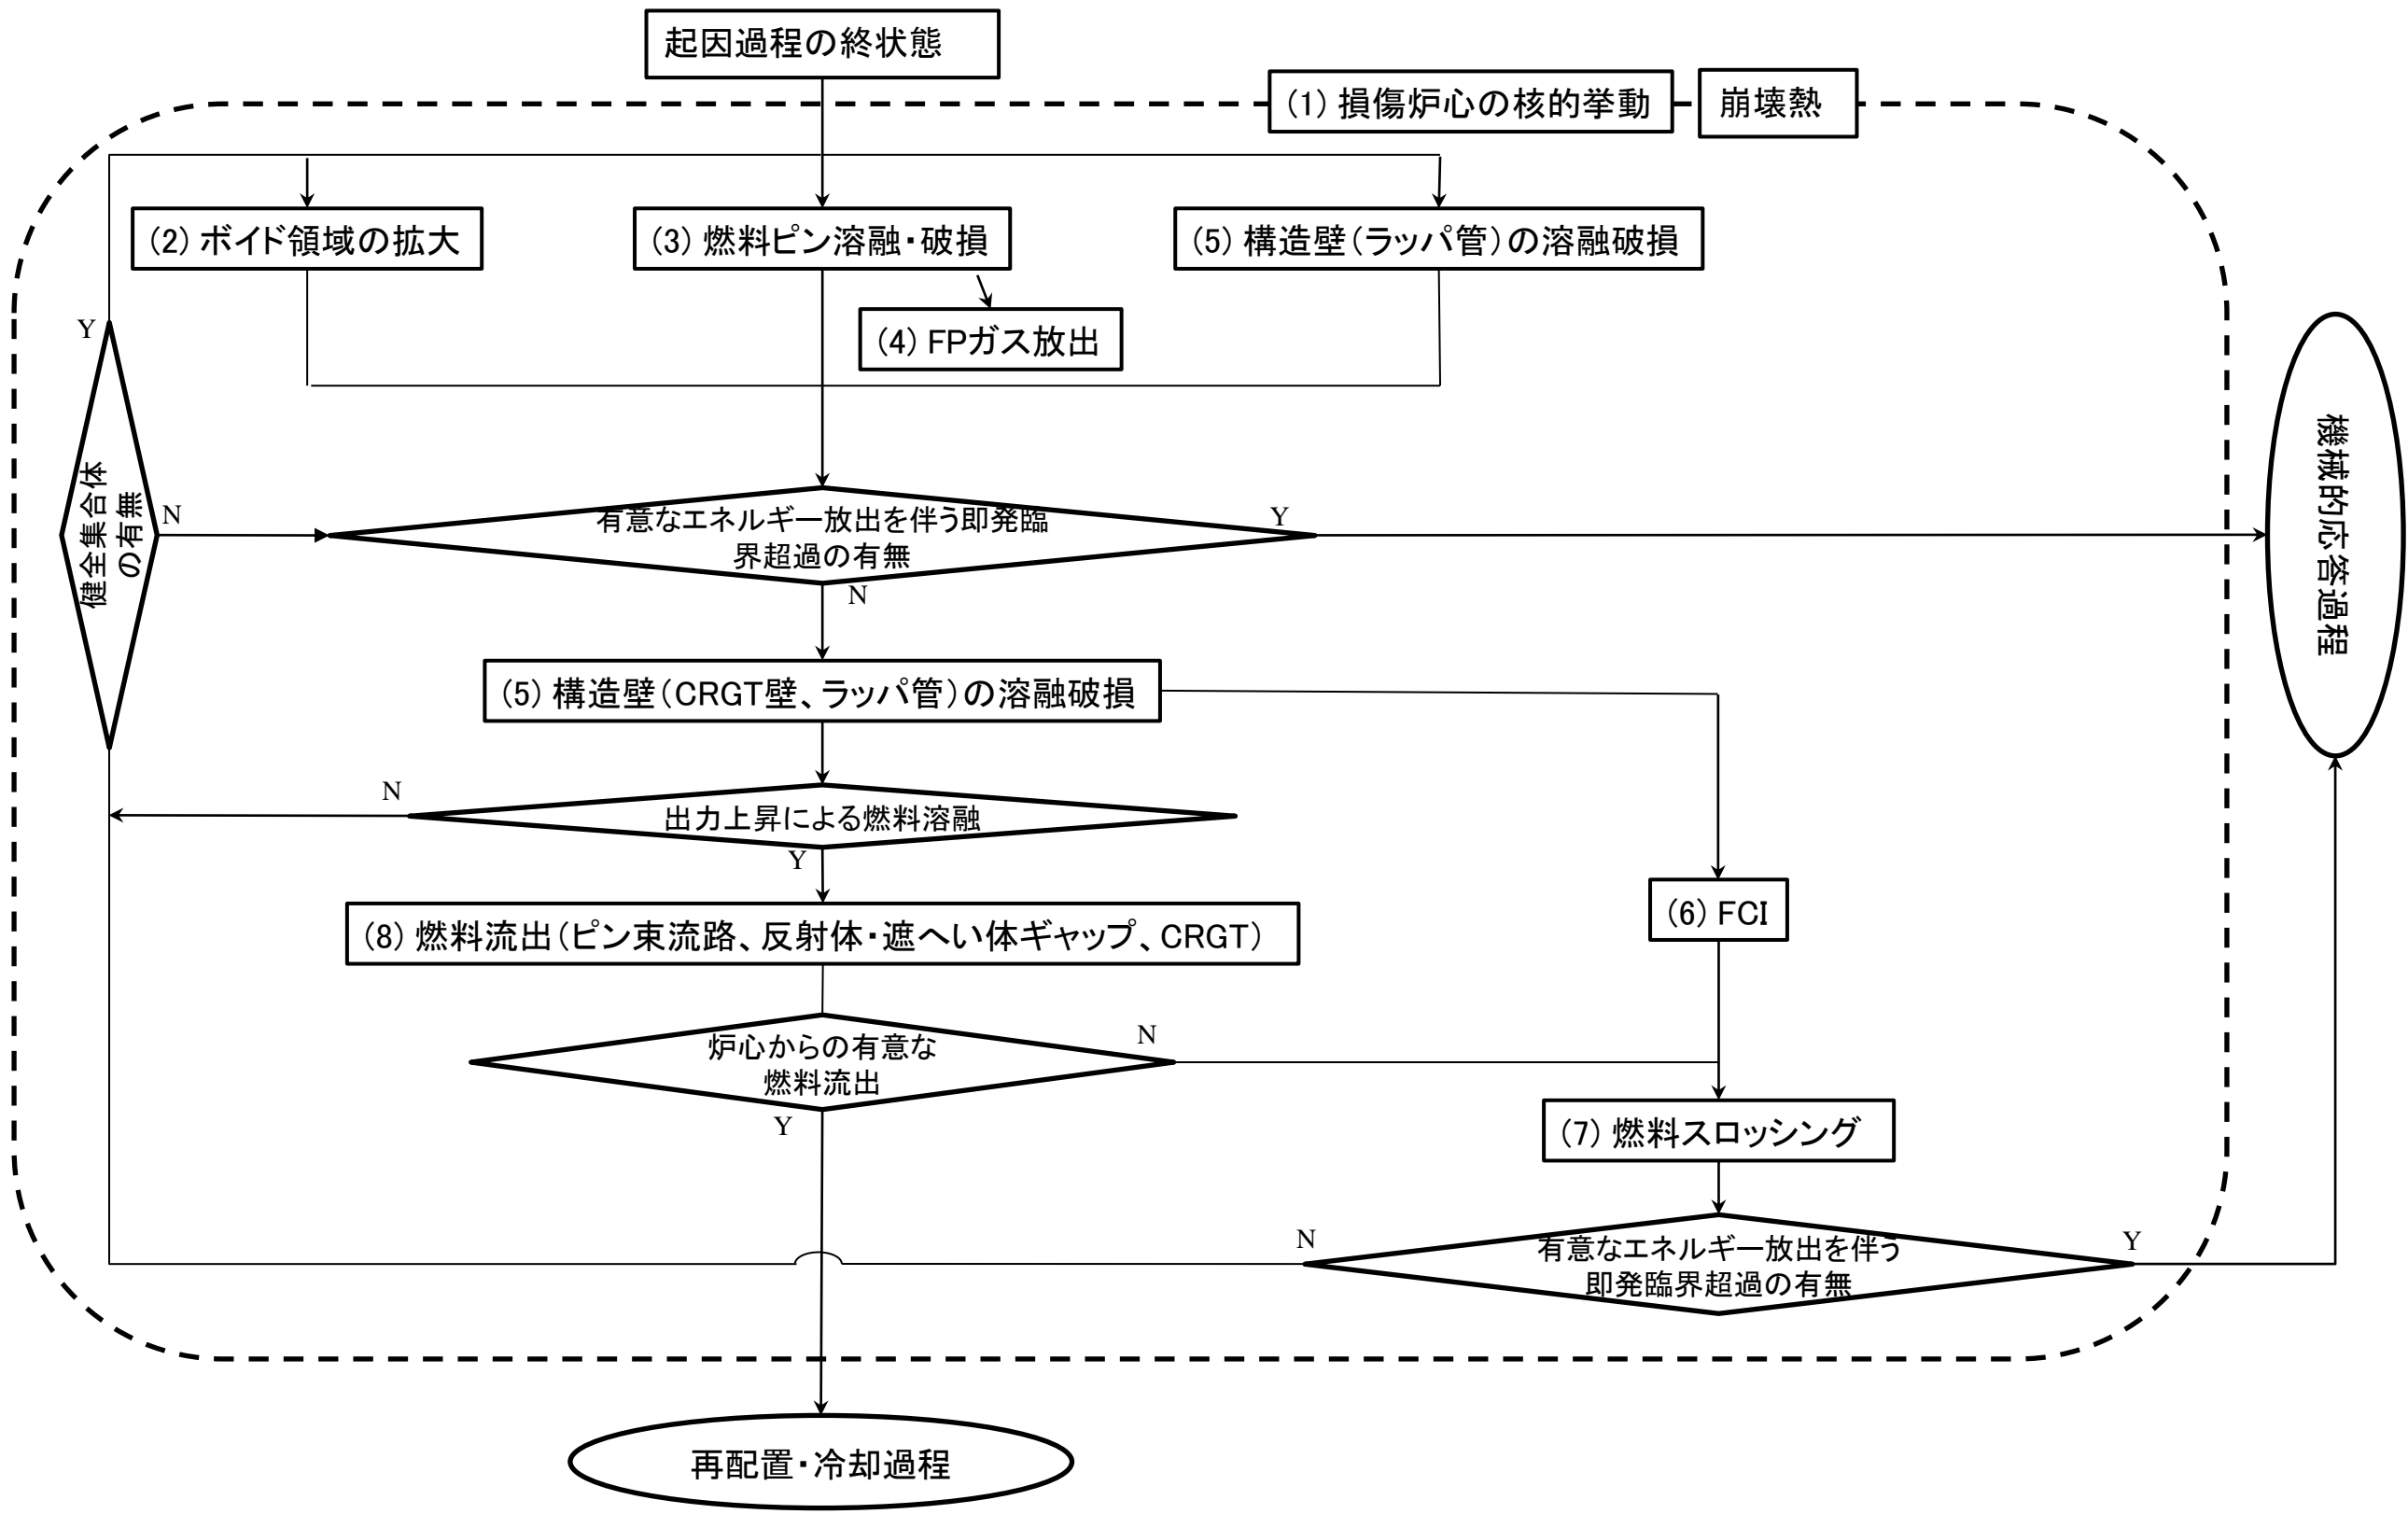 起因過程の終状態
(1) 損傷炉心の核的挙動
崩壊熱
(2) ボイド領域の拡大
(3) 燃料ピン溶融・破損
(5) 構造壁(ラッパ管)の溶融破損
(4) FPガス放出
Y
健全集合体
の有無
N
有意なエネルギー放出を伴う即発臨
界超過の有無
Y
N
機械的応答過程
(5) 構造壁(CRGT壁、ラッパ管)の溶融破損
N
出力上昇による燃料溶融
Y
(6) FCI
(8) 燃料流出(ピン束流路、反射体・遮へい体ギャップ、CRGT)
炉心からの有意な
燃料流出
N
Y
(7) 燃料スロッシング
N
有意なエネルギー放出を伴う
即発臨界超過の有無
Y
再配置・冷却過程